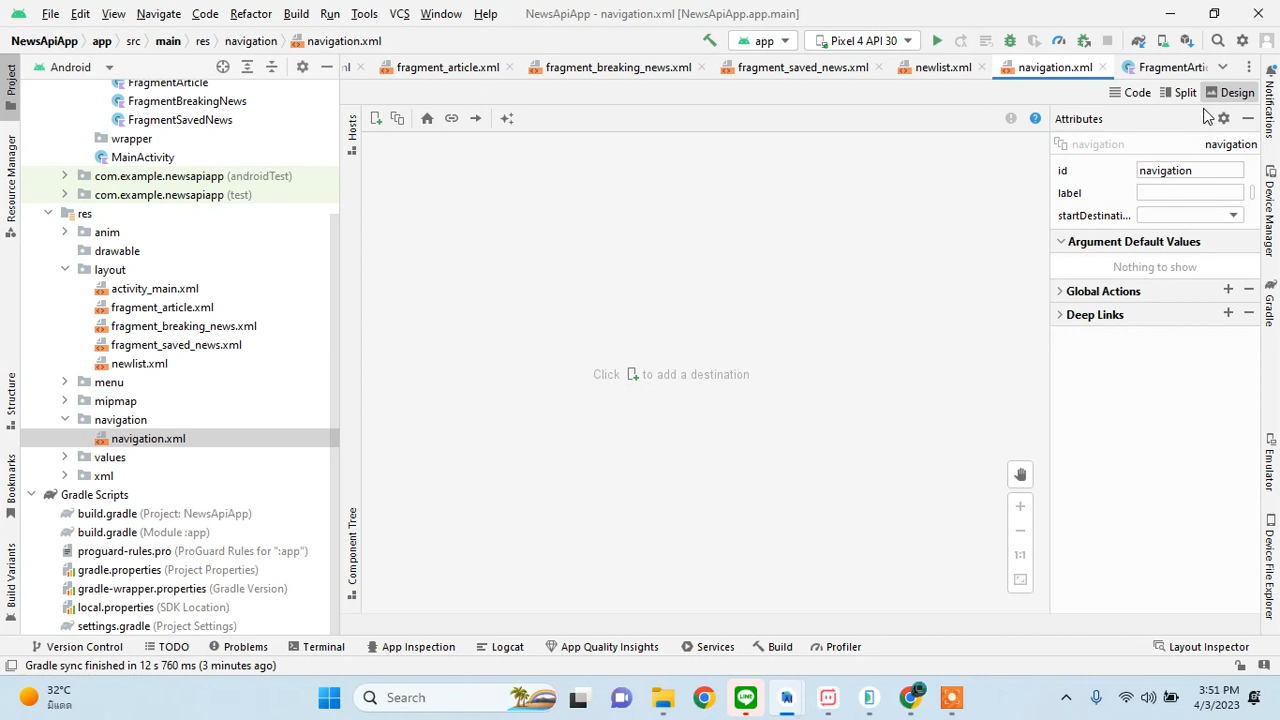 File Edit View Navigate Code Refactor Build Run Tools VCS Window Help NewsApiApp - navigation.xml [NewsApiApp.app.main]
NewsApiApp app src main res navigation navigation.xml app Pixel 4 API 30
Android
ml fragment_article.xml fragment_breaking_news.xml fragment_saved_news.xml newlist.xml navigation.xml FragmentArti
Code Split Design
Project
Resource Manager
Structure
Bookmarks
Build Variants
FragmentArticle
FragmentBreakingNews
FragmentSavedNews
wrapper
MainActivity
com.example.newsapiapp (androidTest)
com.example.newsapiapp (test)
res
anim
drawable
layout
activity_main.xml
fragment_article.xml
fragment_breaking_news.xml
fragment_saved_news.xml
newlist.xml
menu
mipmap
navigation
navigation.xml
values
xml
Gradle Scripts
build.gradle (Project: NewsApiApp)
build.gradle (Module :app)
proguard-rules.pro (ProGuard Rules for ":app")
gradle.properties (Project Properties)
gradle-wrapper.properties (Gradle Version)
local.properties (SDK Location)
settings.gradle (Project Settings)
Hosts
Component Tree
Click to add a destination
1:1
Attributes
navigation navigation
id navigation
label
startDestinati...
Argument Default Values
Nothing to show
Global Actions
Deep Links
Notifications
Device Manager
Gradle
Emulator
Device File Explorer
Version Control TODO Problems Terminal App Inspection Logcat App Quality Insights Services Build Profiler Layout Inspector
Gradle sync finished in 12 s 760 ms (3 minutes ago)
32°C
มีแดด
Search
LINE
3:51 PM
4/3/2023